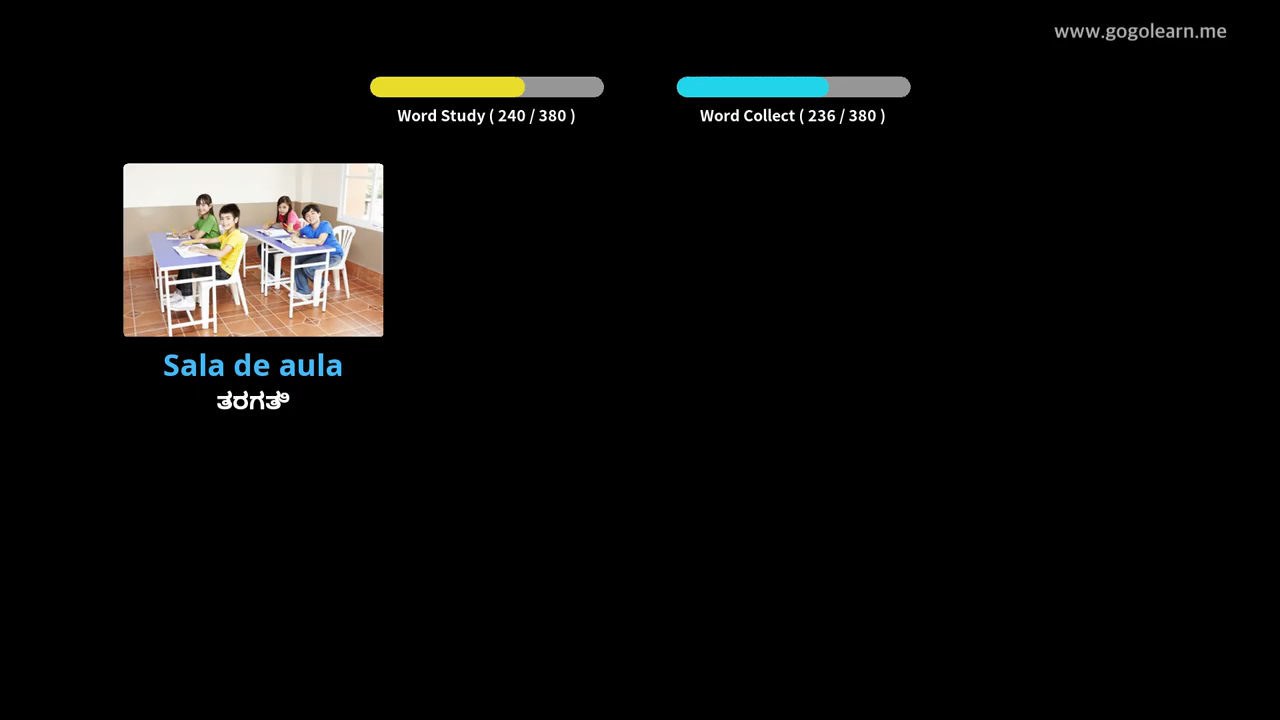 www.gogolearn.me
Word Study ( 240 / 380 )
Word Collect ( 236 / 380 )
Sala de aula
ತರಗತಿ